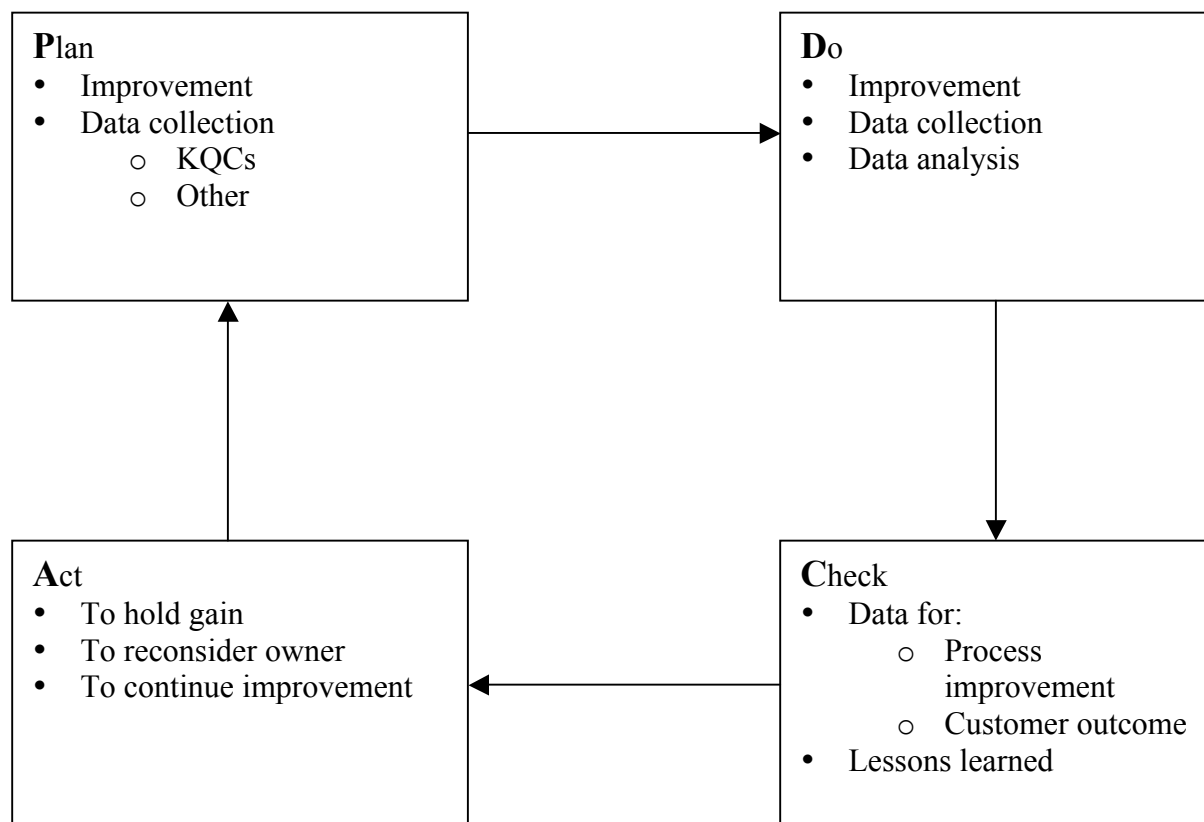 Plan
• Improvement
• Data collection
o KQCs
o Other
Do
• Improvement
• Data collection
• Data analysis
Act
• To hold gain
• To reconsider owner
• To continue improvement
Check
• Data for:
o Process
improvement
o Customer outcome
• Lessons learned